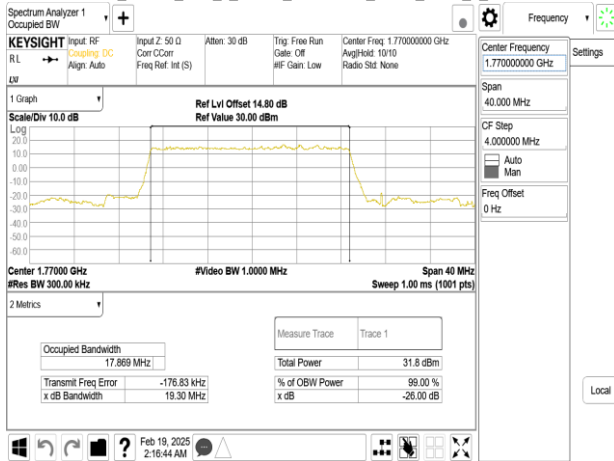 Spectrum Analyzer 1
Occupied BW
+
Frequency
KEYSIGHT
RL
LXI
Input: RF
Coupling: DC
Align: Auto
Input Z: 50 Ω
Corr CCorr
Freq Ref: Int (S)
Atten: 30 dB
Trig: Free Run
Gate: Off
#IF Gain: Low
Center Freq: 1.770000000 GHz
Avg|Hold: 10/10
Radio Std: None
Center Frequency
1.770000000 GHz
Settings
Span
40.000 MHz
CF Step
4.000000 MHz
Auto
Man
Freq Offset
0 Hz
Local
1 Graph
Scale/Div 10.0 dB
Ref Lvl Offset 14.80 dB
Ref Value 30.00 dBm
Log
20.0
10.0
0.00
-10.0
-20.0
-30.0
-40.0
-50.0
-60.0
Center 1.77000 GHz
#Res BW 300.00 kHz
#Video BW 1.0000 MHz
Span 40 MHz
Sweep 1.00 ms (1001 pts)
2 Metrics
Measure Trace Trace 1
Occupied Bandwidth
17.869 MHz
Total Power 31.8 dBm
Transmit Freq Error -176.83 kHz
% of OBW Power 99.00 %
x dB Bandwidth 19.30 MHz
x dB -26.00 dB
?
Feb 19, 2025
2:16:44 AM